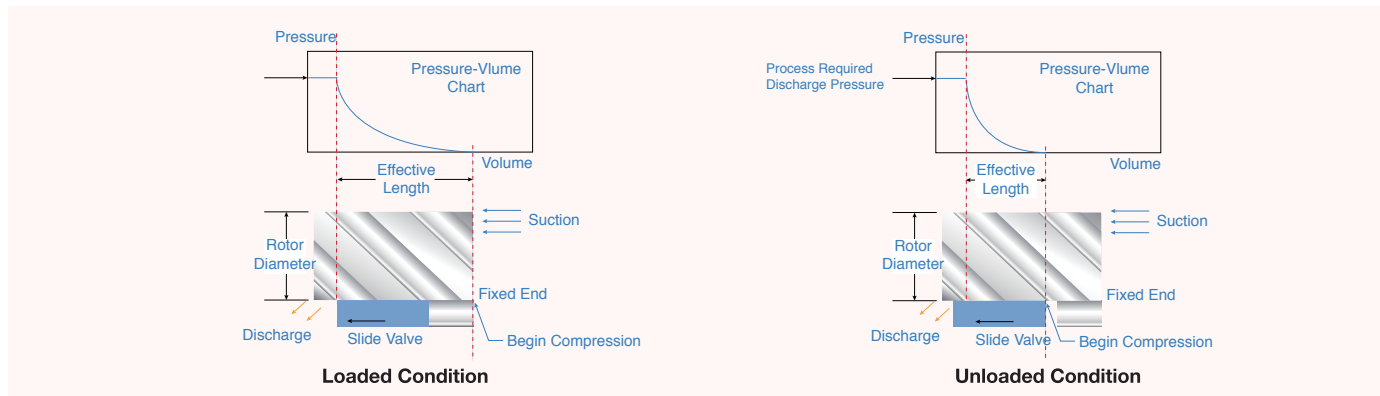 Pressure
Pressure-Vlume
Chart
Volume
Effective
Length
Suction
Rotor
Diameter
Fixed End
Discharge
Slide Valve
Begin Compression
Loaded Condition
Pressure
Process Required
Discharge Pressure
Pressure-Vlume
Chart
Volume
Effective
Length
Suction
Rotor
Diameter
Fixed End
Discharge
Slide Valve
Begin Compression
Unloaded Condition